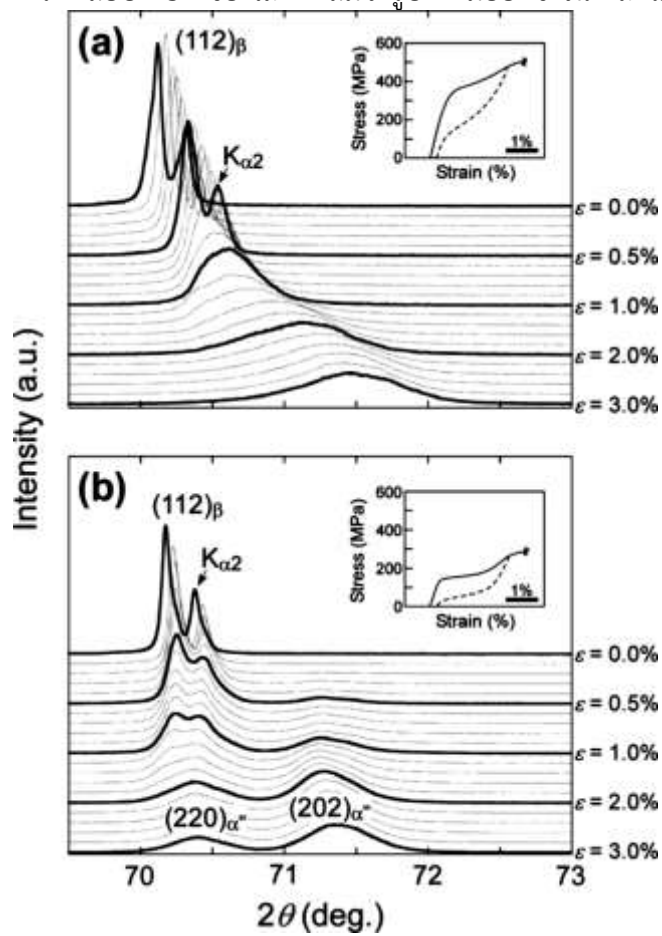 (a)
(112)β
Kα2
Stress (MPa)
600
400
200
0
1%
Strain (%)
ε = 0.0%
ε = 0.5%
ε = 1.0%
ε = 2.0%
ε = 3.0%
Intensity (a.u.)
(b)
(112)β
Kα2
Stress (MPa)
600
400
200
0
1%
Strain (%)
ε = 0.0%
ε = 0.5%
ε = 1.0%
ε = 2.0%
(220)α" (202)α"
ε = 3.0%
70 71 72 73
2θ (deg.)